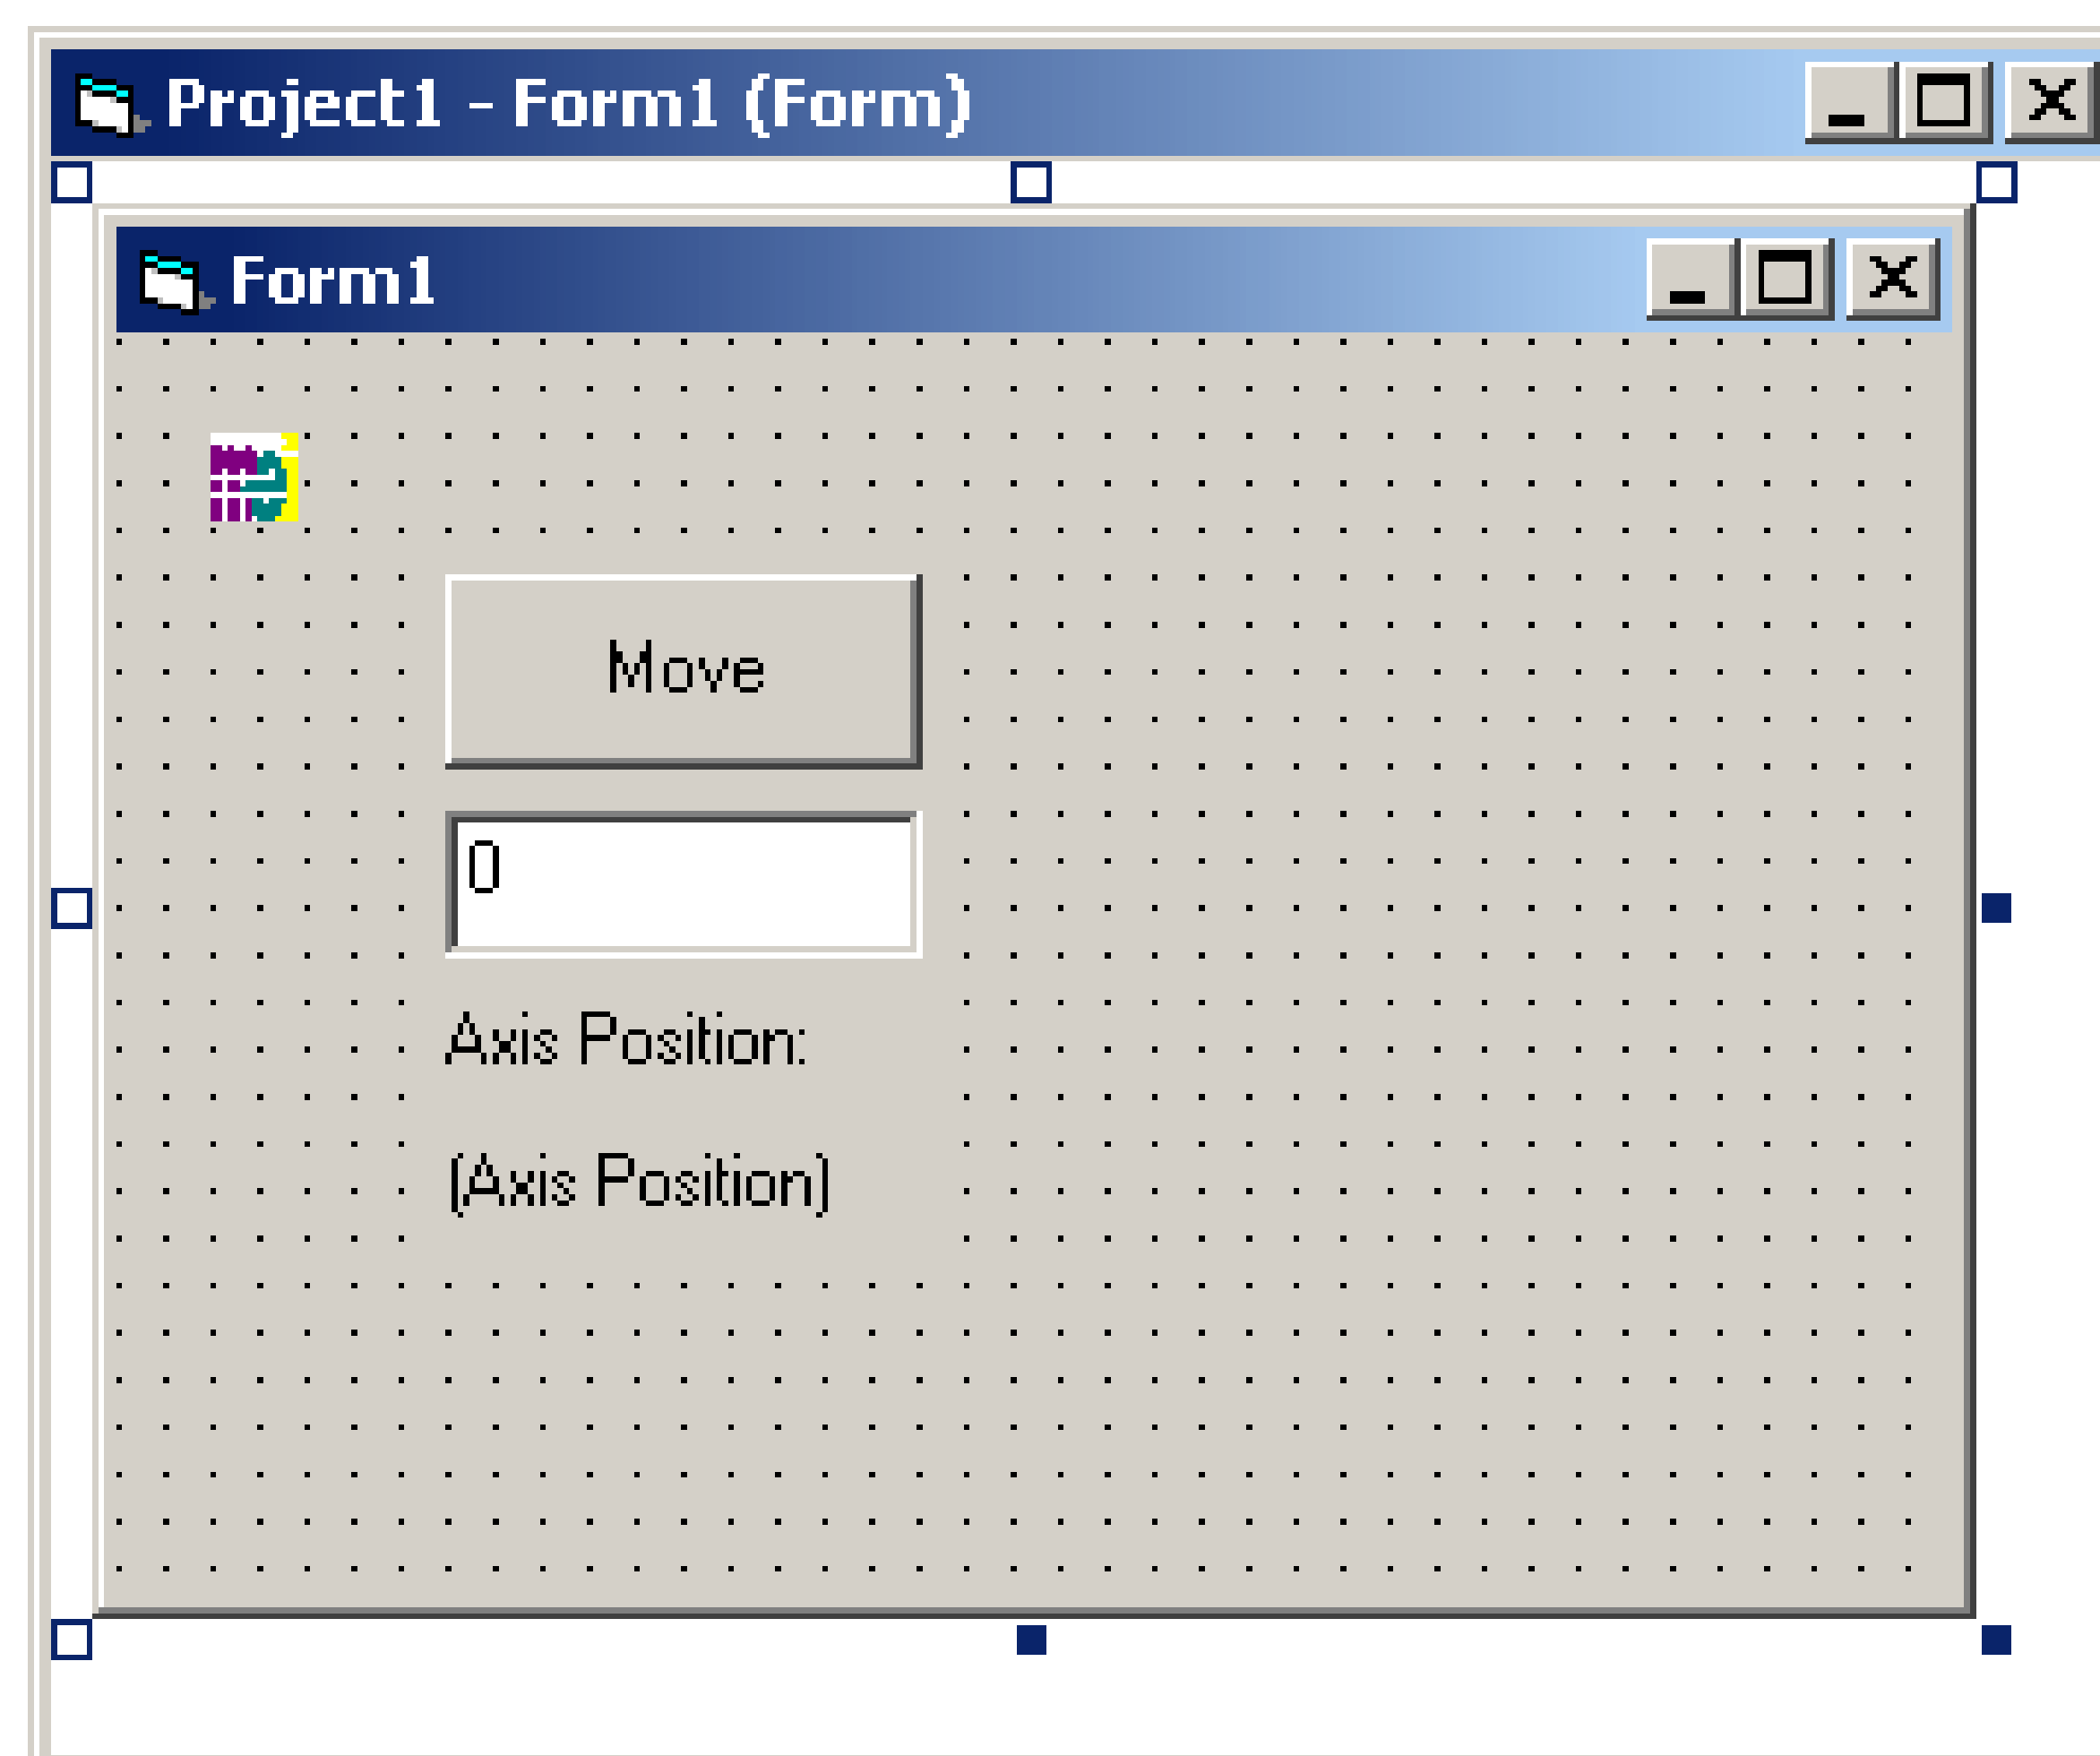 Project1 - Form1 (Form)
Form1
Move
0
Axis Position:
(Axis Position)